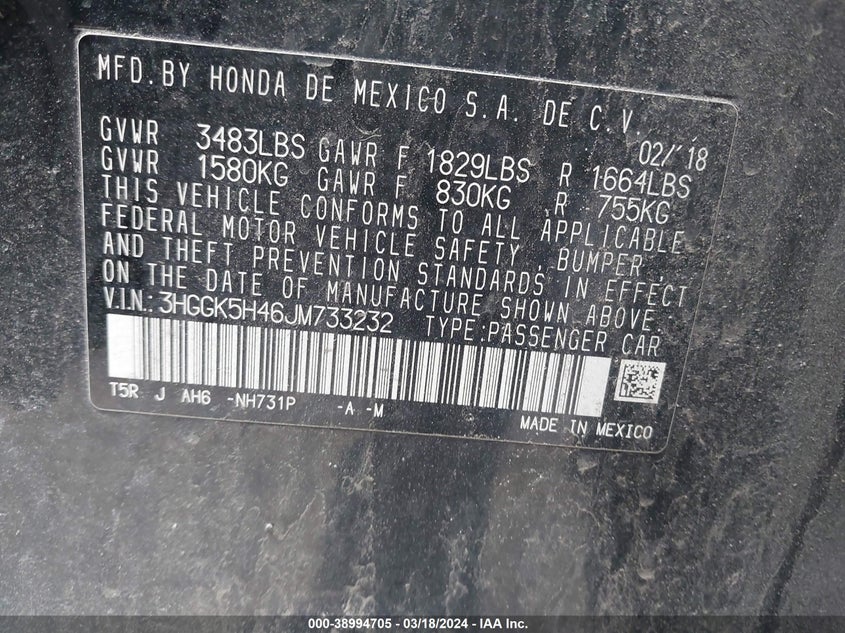 MFD. BY HONDA DE MEXICO S.A. DE C.V.
02/'18
GVWR 3483LBS GAWR F 1829LBS R 1664LBS
GVWR 1580KG GAWR F 830KG R 755KG
THIS VEHICLE CONFORMS TO ALL APPLICABLE
FEDERAL MOTOR VEHICLE SAFETY, BUMPER,
AND THEFT PREVENTION STANDARDS IN EFFECT
ON THE DATE OF MANUFACTURE SHOWN ABOVE.
V.I.N.: 3HGGK5H46JM733232 TYPE:PASSENGER CAR
T5R J AH6 -NH731P -A -M
MADE IN MEXICO
000-38994705 - 03/18/2024 - IAA Inc.